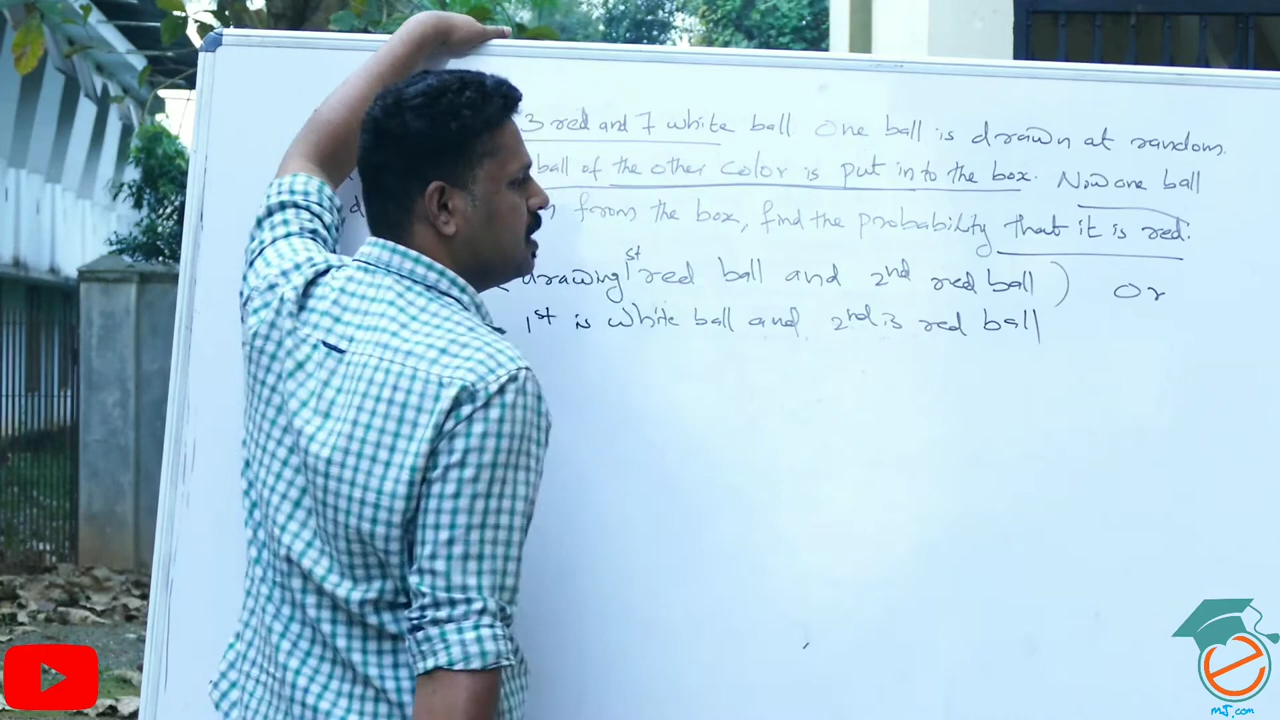 3 red and 7 white ball One ball is drawn at random.
ball of the other color is put in to the box. Now one ball
from the box, find the probability that it is red.
drawing 1st red ball and 2nd red ball ) or
1st is white ball and 2nd is red ball
mJ.com